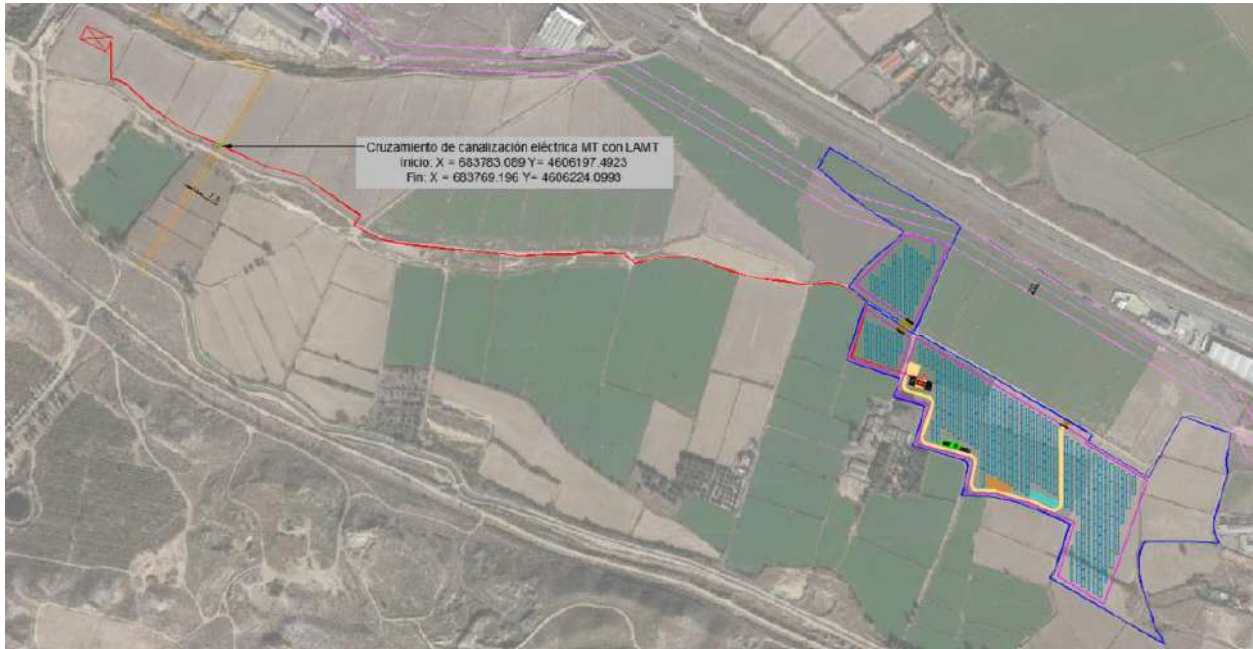 Cruzamiento de canalización eléctrica MT con LAMT
Inicio: X = 683783.089 Y= 4606197.4923
Fin: X = 683769.196 Y= 4606224.0993